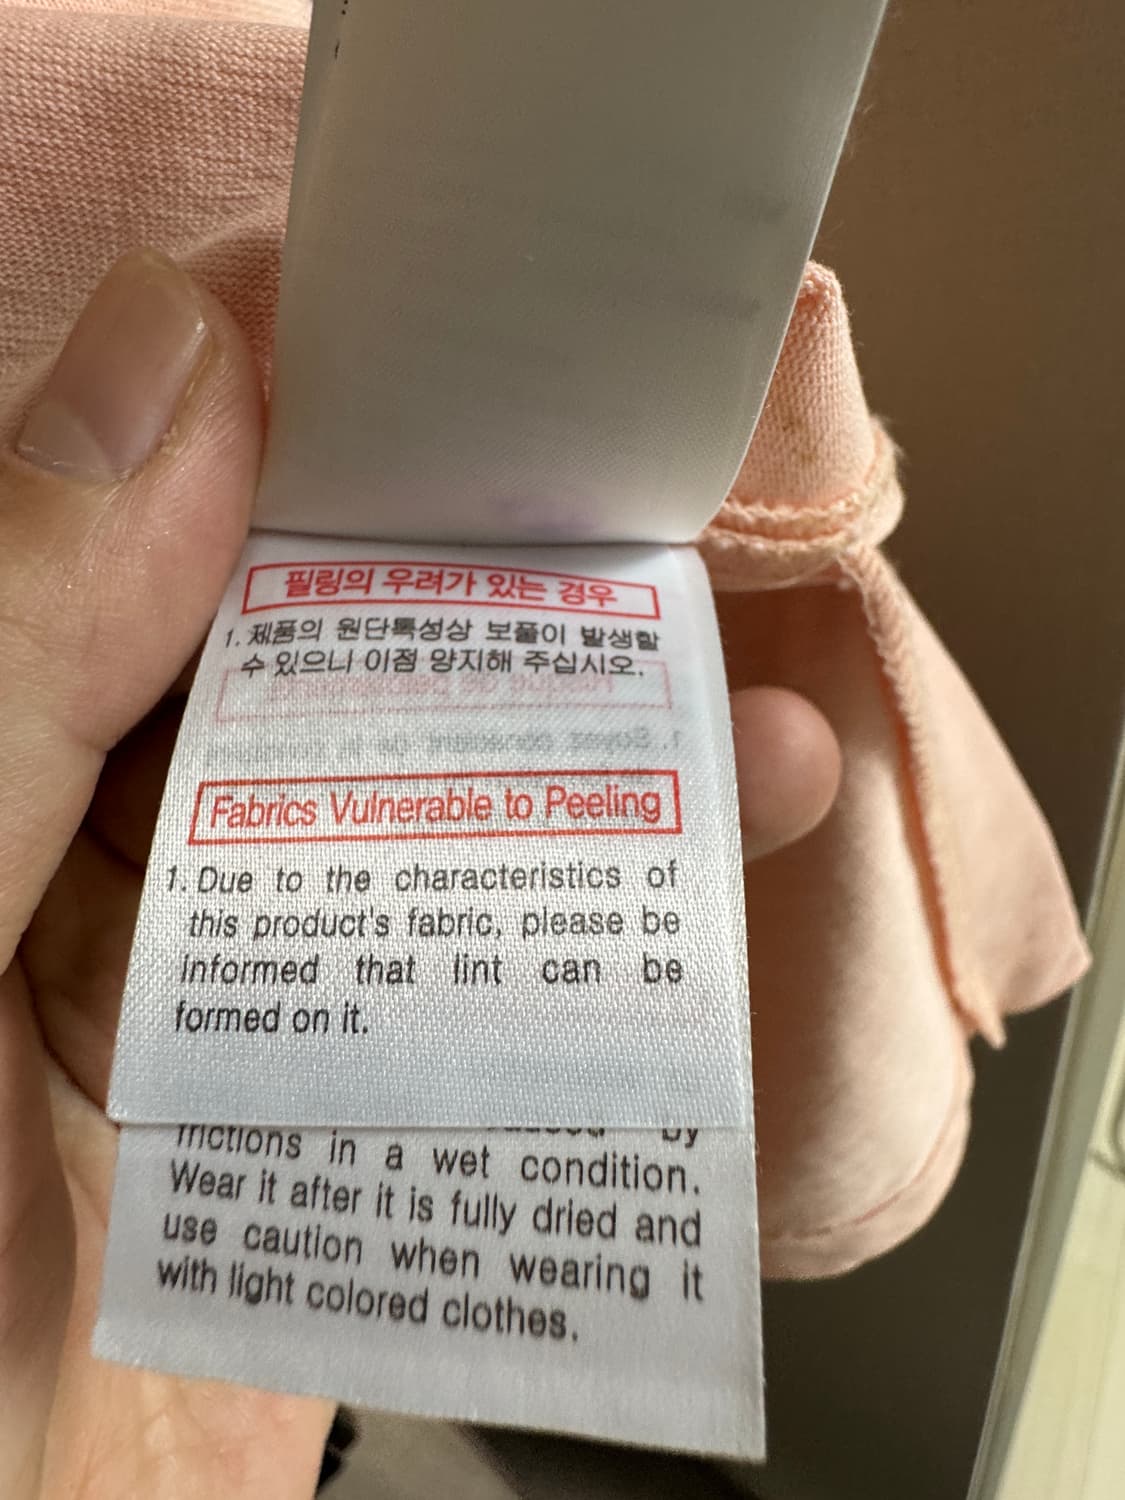 필링의 우려가 있는 경우
1. 제품의 원단특성상 보풀이 발생할
수 있으니 이점 양지해 주십시오.
Fabrics Vulnerable to Peeling
1. Due to the characteristics of
this product's fabric, please be
informed that lint can be
formed on it.
by
frictions in a wet condition.
Wear it after it is fully dried and
use caution when wearing it
with light colored clothes.